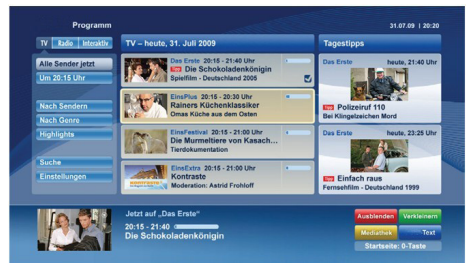 Programm
31.07.09 | 20:20
TV Radio Interaktiv
TV – heute, 31. Juli 2009
Tagestipps
Alle Sender jetzt
Um 20:15 Uhr
Nach Sendern
Nach Genre
Highlights
Suche
Einstellungen
Das Erste 20:15 - 21:40 Uhr
Tipp Die Schokoladenkönigin
Spielfilm - Deutschland 2005
EinsPlus 20:15 - 20:30 Uhr
Rainers Küchenklassiker
Omas Küche aus dem Osten
EinsFestival 20:15 - 21:00 Uhr
Die Murmeltiere von Kasach...
Tierdokumentation
EinsExtra 20:15 - 21:00 Uhr
Kontraste
Moderation: Astrid Frohloff
Das Erste heute, 21:40 Uhr
Tipp Polizeiruf 110
Bei Klingelzeichen Mord
Das Erste heute, 23:25 Uhr
Tipp Einfach raus
Fernsehfilm - Deutschland 1999
Jetzt auf „Das Erste“
20:15 - 21:40
Die Schokoladenkönigin
Ausblenden Verkleinern
Mediathek Text
Startseite: 0-Taste